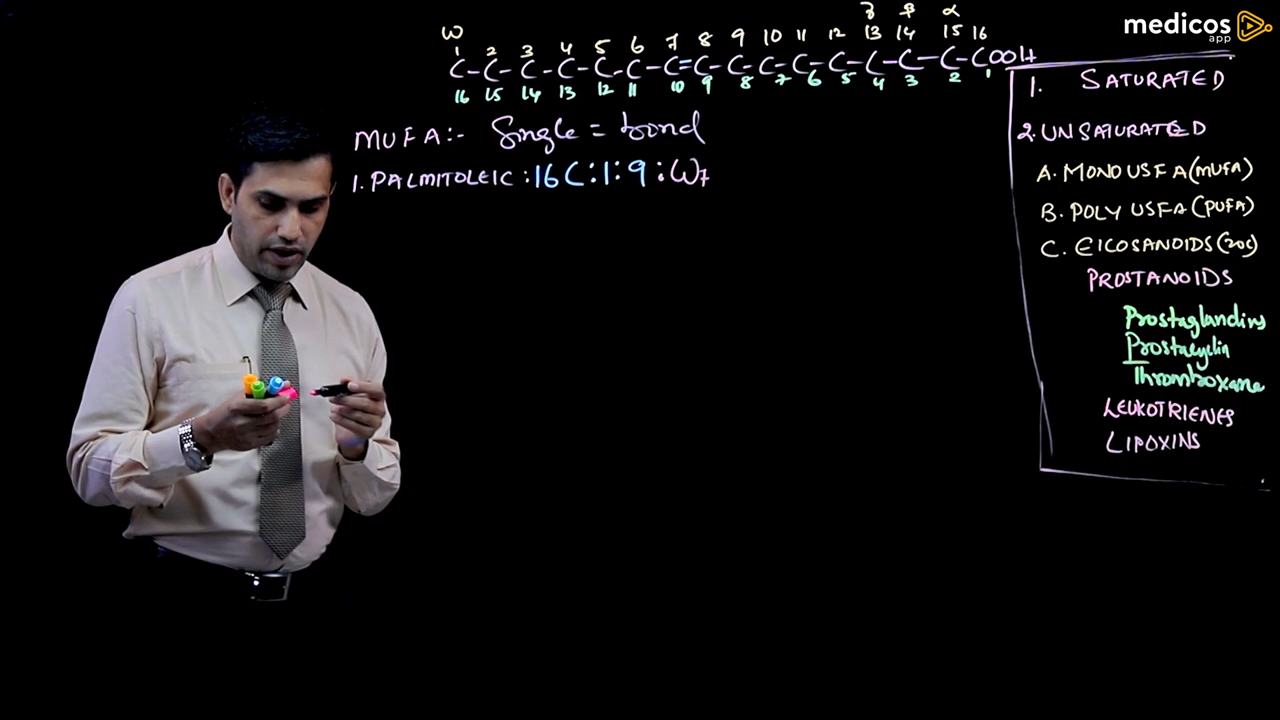 medicos
app
γ β α
ω
1 2 3 4 5 6 7 8 9 10 11 12 13 14 15 16
C-C-C-C-C-C-C=C-C-C-C-C-C-C-C-COOH
16 15 14 13 12 11 10 9 8 7 6 5 4 3 2 1
MUFA:- Single = bond
1. PALMITOLEIC : 16C:1:9:ω7
1. SATURATED
2. UNSATURATED
A. MONO USFA (MUFA)
B. POLY USFA (PUFA)
C. EICOSANOIDS (20C)
PROSTANOIDS
Prostaglandins
Prostacyclin
Thromboxane
LEUKOTRIENES
LIPOXINS